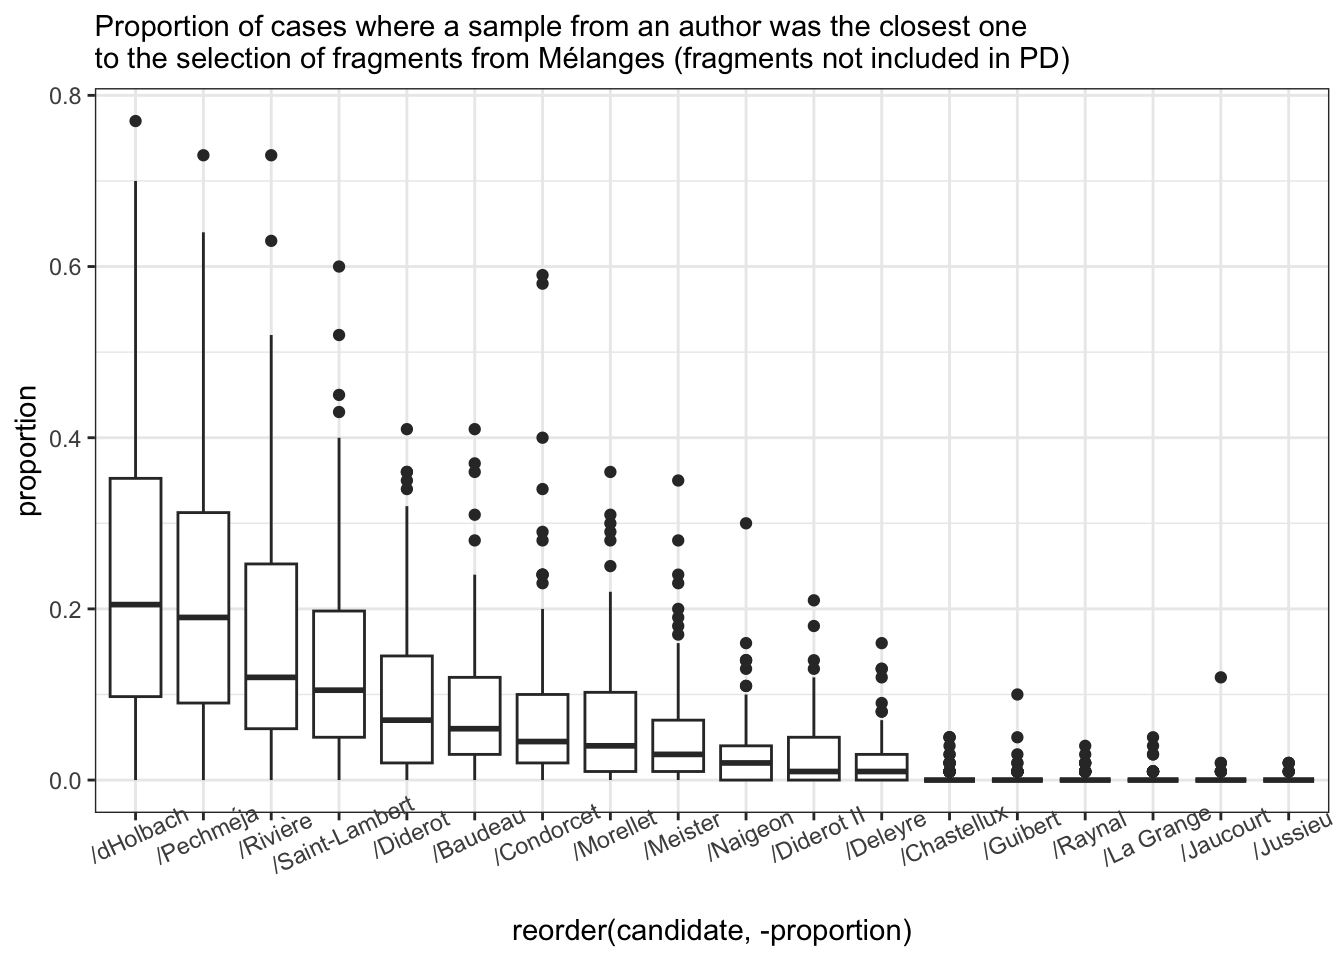 Proportion of cases where a sample from an author was the closest one
to the selection of fragments from Mélanges (fragments not included in PD)
0.8
0.6
0.4
0.2
0.0
proportion
/dHolbach
/Pechméja
/Rivière
/Saint-Lambert
/Diderot
/Baudeau
/Condorcet
/Morellet
/Meister
/Naigeon
/Diderot II
/Deleyre
/Chastellux
/Guibert
/Raynal
/La Grange
/Jaucourt
/Jussieu
reorder(candidate, -proportion)